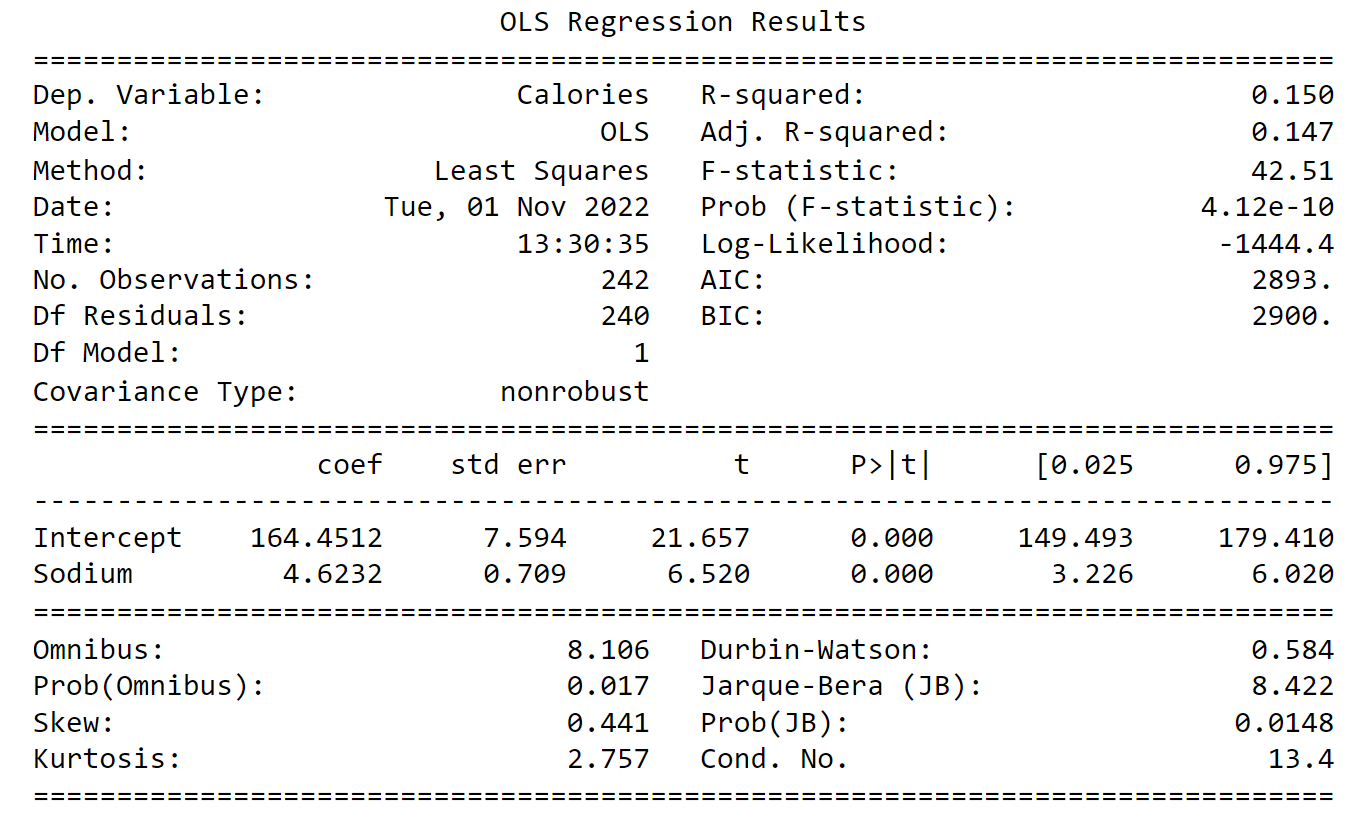 OLS Regression Results
==============================================================================
Dep. Variable: Calories R-squared: 0.150
Model: OLS Adj. R-squared: 0.147
Method: Least Squares F-statistic: 42.51
Date: Tue, 01 Nov 2022 Prob (F-statistic): 4.12e-10
Time: 13:30:35 Log-Likelihood: -1444.4
No. Observations: 242 AIC: 2893.
Df Residuals: 240 BIC: 2900.
Df Model: 1
Covariance Type: nonrobust
==============================================================================
coef std err t P>|t| [0.025 0.975]
------------------------------------------------------------------------------
Intercept 164.4512 7.594 21.657 0.000 149.493 179.410
Sodium 4.6232 0.709 6.520 0.000 3.226 6.020
==============================================================================
Omnibus: 8.106 Durbin-Watson: 0.584
Prob(Omnibus): 0.017 Jarque-Bera (JB): 8.422
Skew: 0.441 Prob(JB): 0.0148
Kurtosis: 2.757 Cond. No. 13.4
==============================================================================